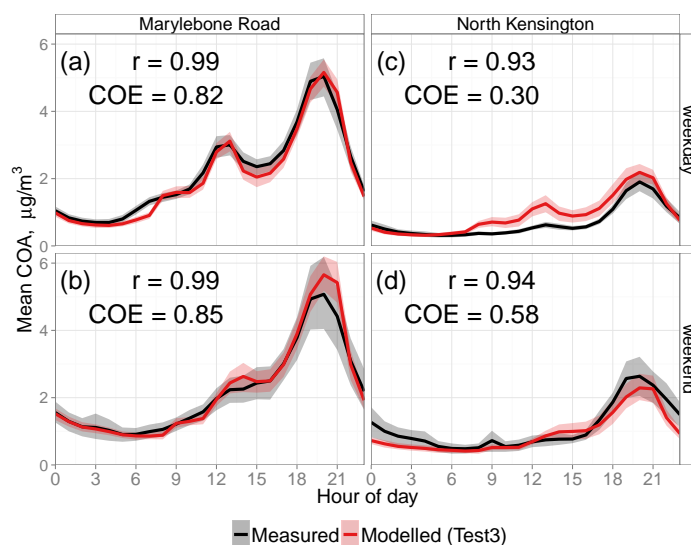 Marylebone Road
North Kensington
6
(a)
r = 0.99
COE = 0.82
(c)
r = 0.93
COE = 0.30
weekday
4
2
0
Mean COA, μg/m³
6
(b)
r = 0.99
COE = 0.85
(d)
r = 0.94
COE = 0.58
weekend
4
2
0
0 3 6 9 12 15 18 21 0 3 6 9 12 15 18 21
Hour of day
Measured Modelled (Test3)